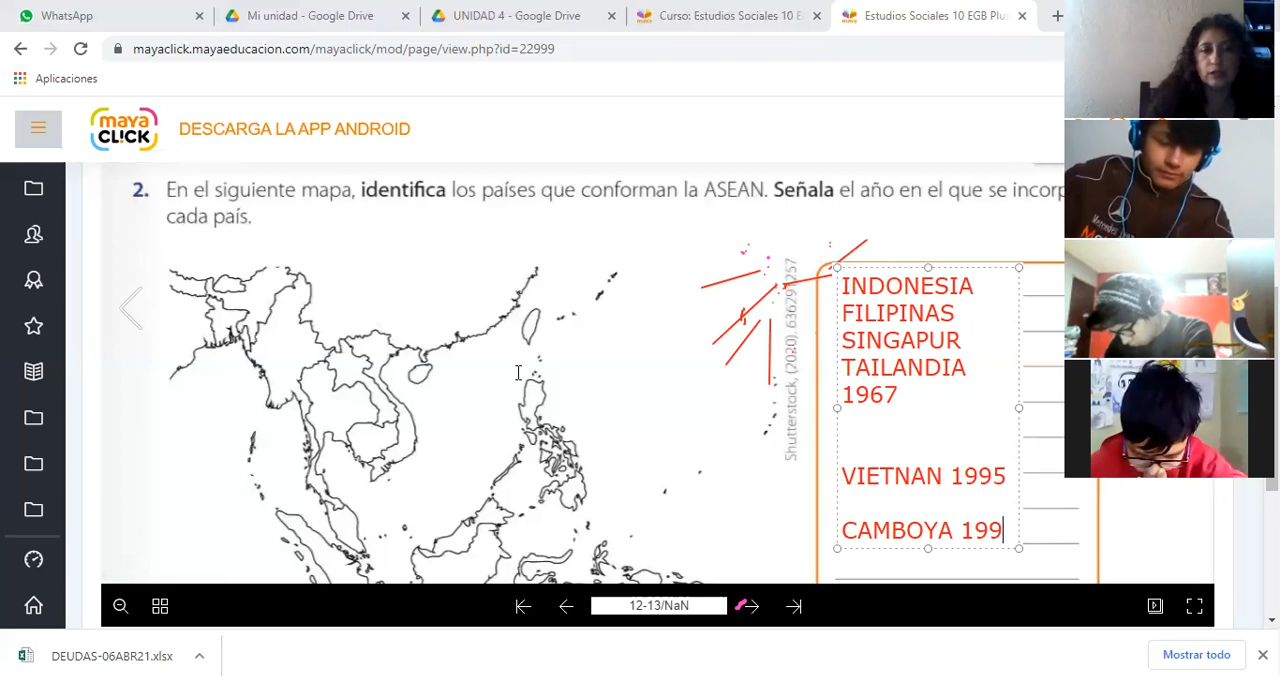 WhatsApp
Mi unidad - Google Drive
UNIDAD 4 - Google Drive
Curso: Estudios Sociales 10 E
Estudios Sociales 10 EGB Plu
mayaclick.mayaeducacion.com/mayaclick/mod/page/view.php?id=22999
Aplicaciones
maya
CLICK
DESCARGA LA APP ANDROID
2. En el siguiente mapa, identifica los países que conforman la ASEAN. Señala el año en el que se incorp
cada país.
Shutterstock, (2020). 636291257
INDONESIA
FILIPINAS
SINGAPUR
TAILANDIA
1967
VIETNAN 1995
CAMBOYA 199
12-13/NaN
DEUDAS-06ABR21.xlsx
Mostrar todo